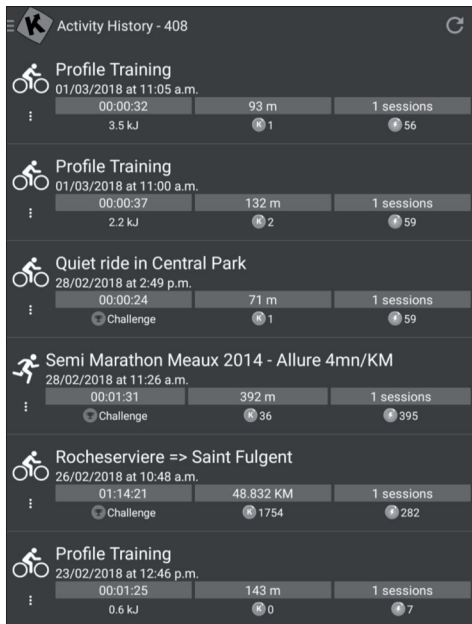 K Activity History - 408
Profile Training
01/03/2018 at 11:05 a.m.
00:00:32 93 m 1 sessions
3.5 kJ K 1 56
Profile Training
01/03/2018 at 11:00 a.m.
00:00:37 132 m 1 sessions
2.2 kJ K 2 59
Quiet ride in Central Park
28/02/2018 at 2:49 p.m.
00:00:24 71 m 1 sessions
Challenge K 1 59
Semi Marathon Meaux 2014 - Allure 4mn/KM
28/02/2018 at 11:26 a.m.
00:01:31 392 m 1 sessions
Challenge K 36 395
Rocheserviere => Saint Fulgent
26/02/2018 at 10:48 a.m.
01:14:21 48.832 KM 1 sessions
Challenge K 1754 282
Profile Training
23/02/2018 at 12:46 p.m.
00:01:25 143 m 1 sessions
0.6 kJ K 0 7